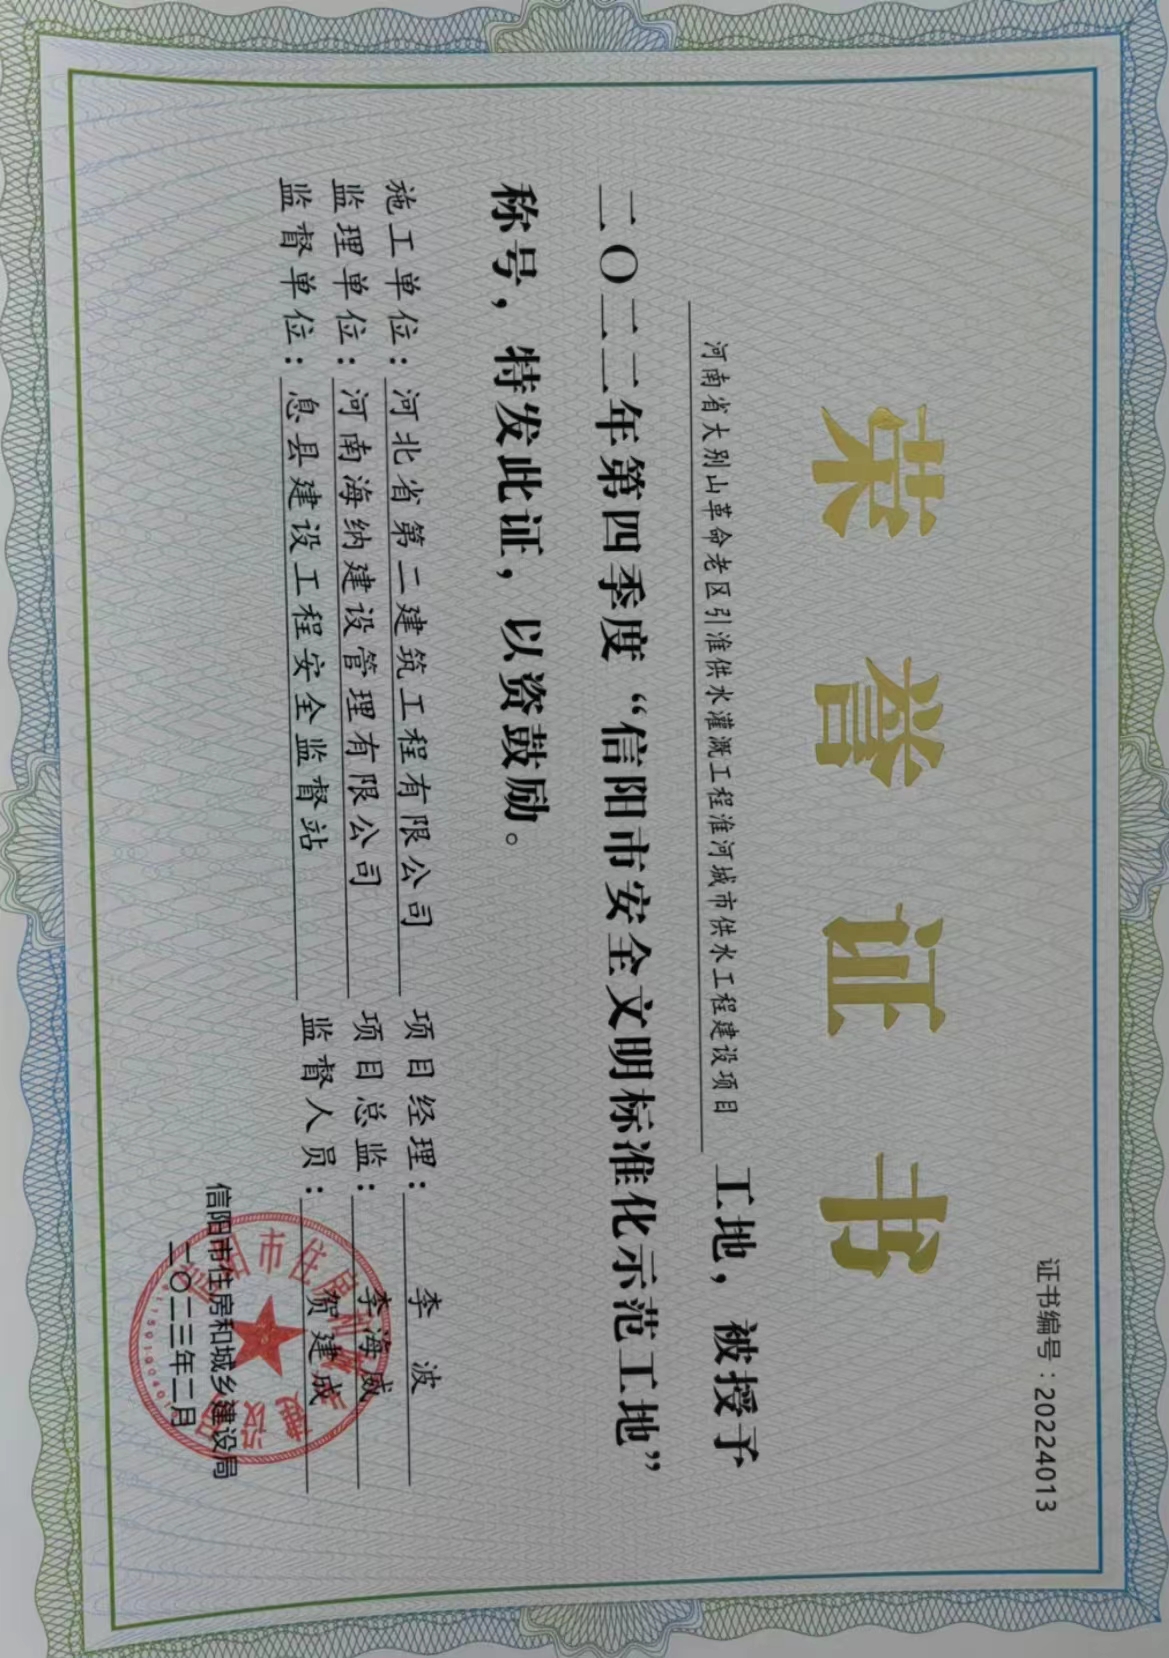 证书编号：20224013
荣誉证书
河南省大别山革命老区引淮供水灌溉工程淮河城市供水工程建设项目 工地，被授予
二〇二二年第四季度“信阳市安全文明标准化示范工地”
称号，特发此证，以资鼓励。
施工单位：河北省第二建筑工程有限公司 项目经理：李波
监理单位：河南海纳建设管理有限公司 项目总监：李海威
监督单位：息县建设工程安全监督站 监督人员：贺建成
信阳市住房和城乡建设局
二〇二三年二月